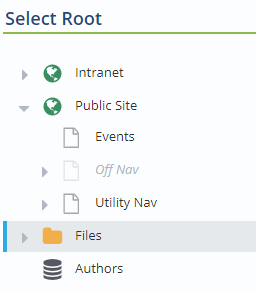 Select Root
Intranet
Public Site
Events
Off Nav
Utility Nav
Files
Authors